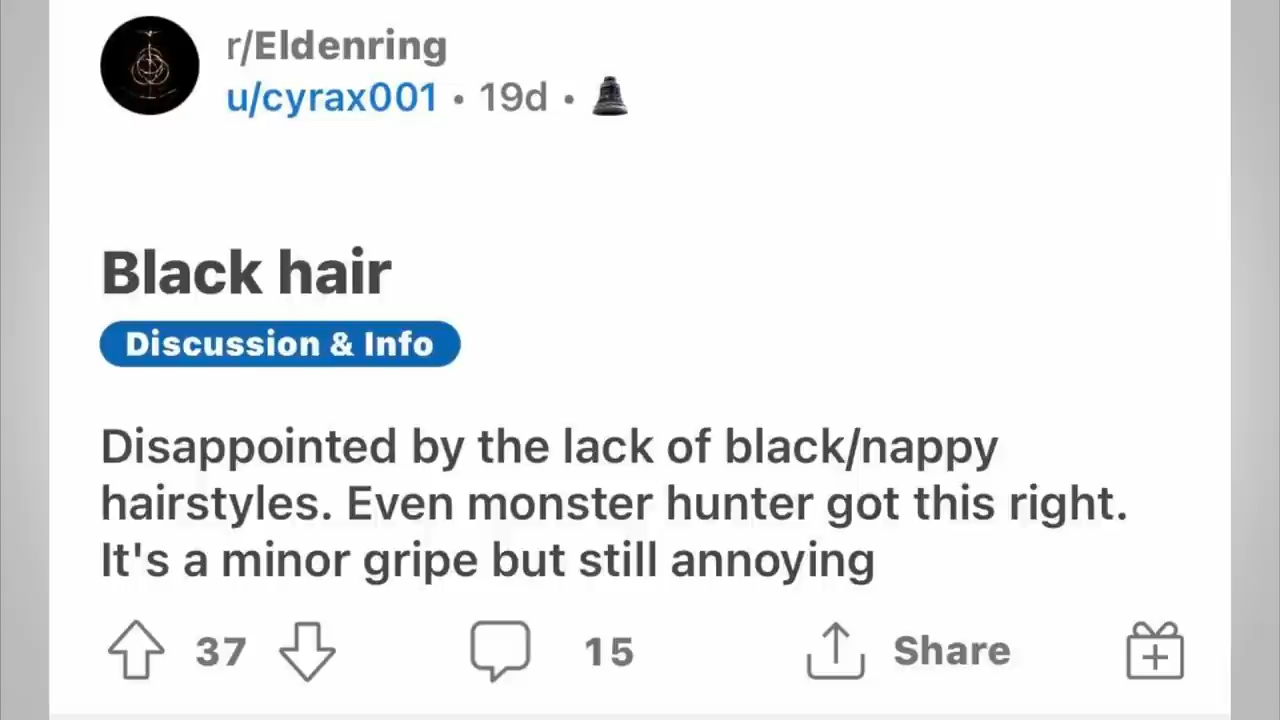 r/Eldenring
u/cyrax001 • 19d •
Black hair
Discussion & Info
Disappointed by the lack of black/nappy
hairstyles. Even monster hunter got this right.
It's a minor gripe but still annoying
37 15 Share